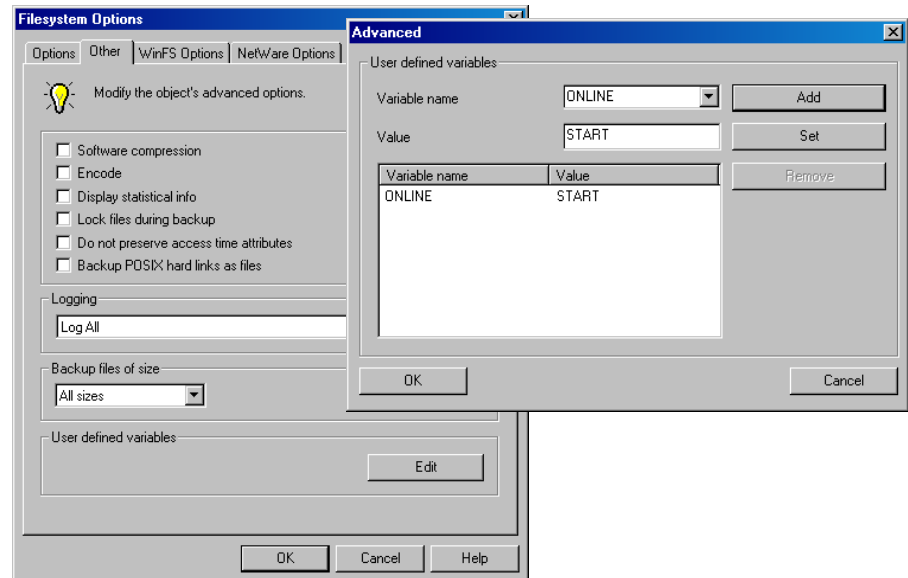 Filesystem Options
Options Other WinFS Options NetWare Options
Modify the object's advanced options.
Software compression
Encode
Display statistical info
Lock files during backup
Do not preserve access time attributes
Backup POSIX hard links as files
Logging
Log All
Backup files of size
All sizes
User defined variables
Edit
OK Cancel Help
Advanced
User defined variables
Variable name ONLINE Add
Value START Set
Variable name Value Remove
ONLINE START
OK Cancel